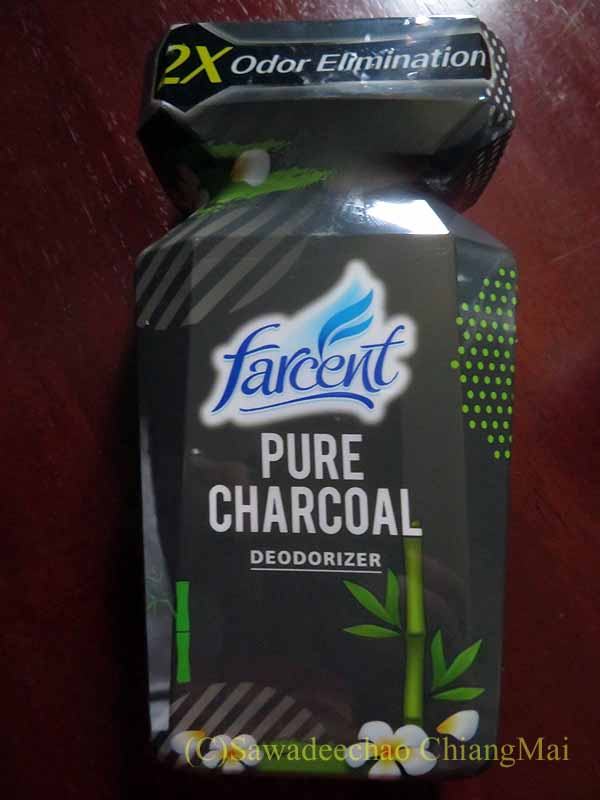 2X Odor Elimination
farcent
PURE
CHARCOAL
DEODORIZER
(C)Sawadeechao ChiangMai